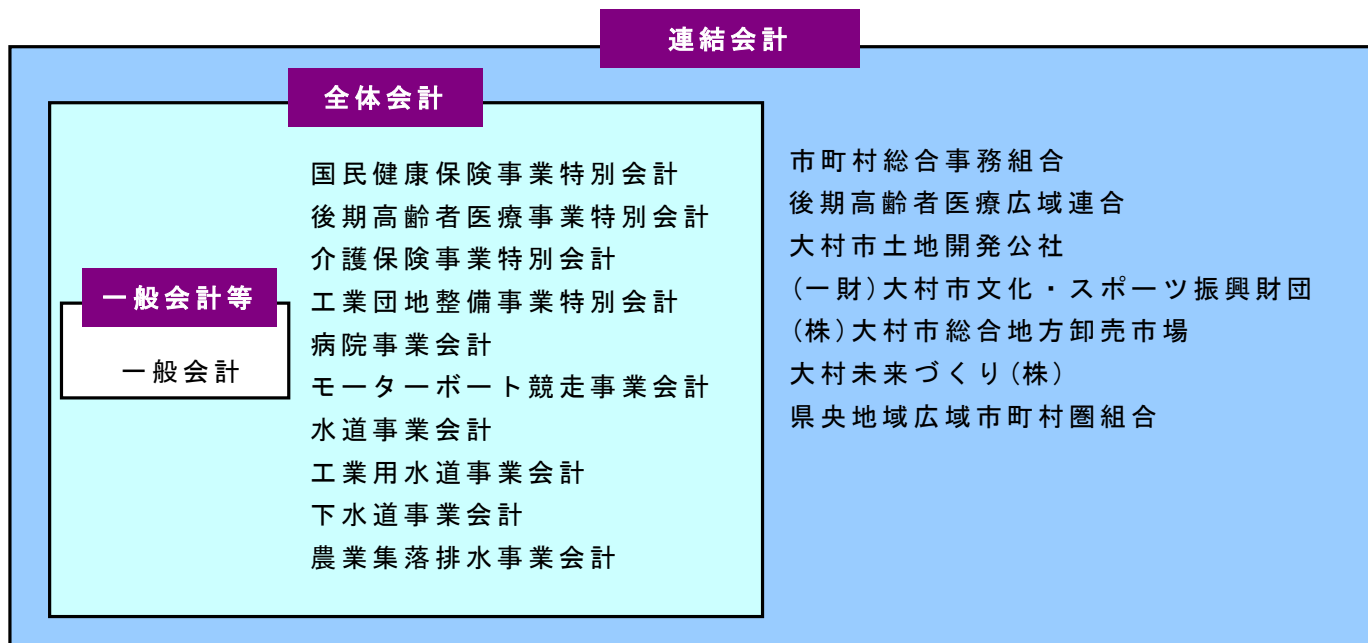 連結会計
全体会計
一般会計等
一般会計
国民健康保険事業特別会計
後期高齢者医療事業特別会計
介護保険事業特別会計
工業団地整備事業特別会計
病院事業会計
モーターボート競走事業会計
水道事業会計
工業用水道事業会計
下水道事業会計
農業集落排水事業会計
市町村総合事務組合
後期高齢者医療広域連合
大村市土地開発公社
(一財)大村市文化・スポーツ振興財団
(株)大村市総合地方卸売市場
大村未来づくり(株)
県央地域広域市町村圏組合